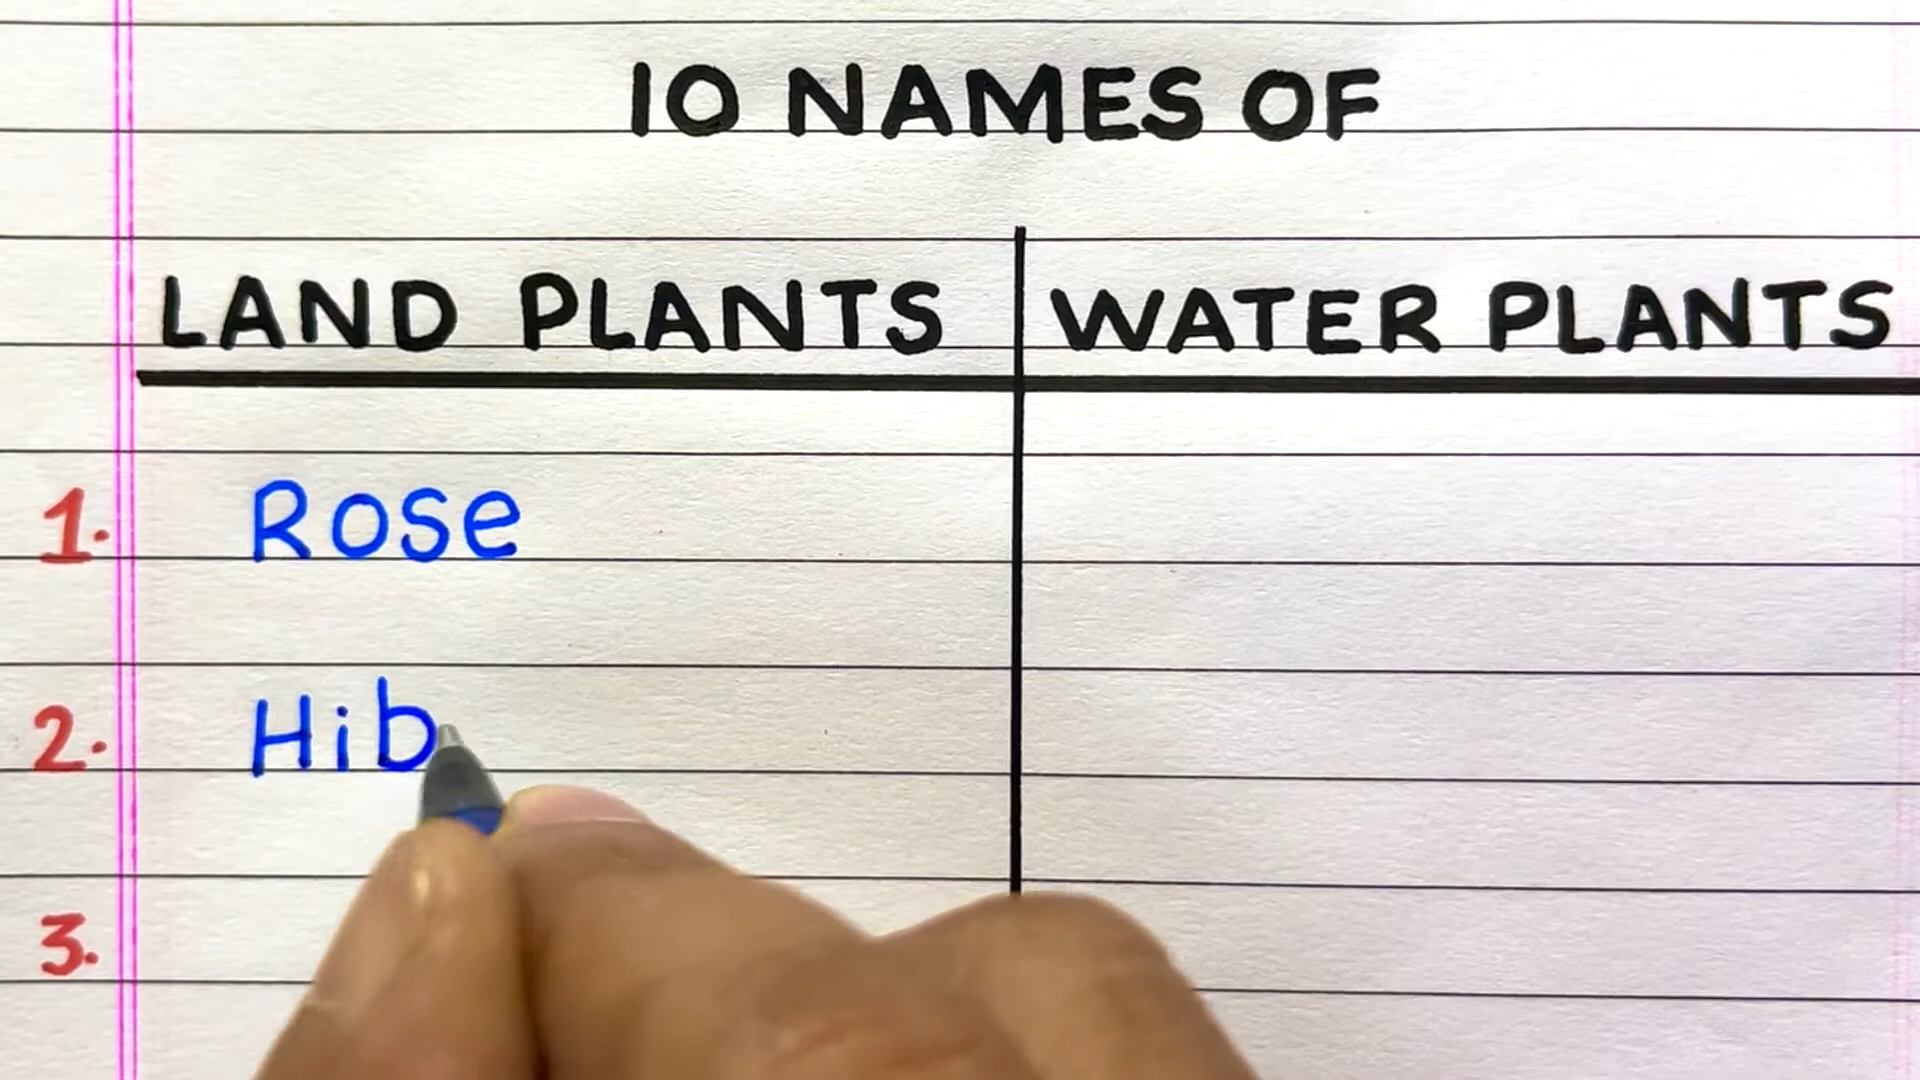 10 NAMES OF
LAND PLANTS WATER PLANTS
1. Rose
2. Hib
3.